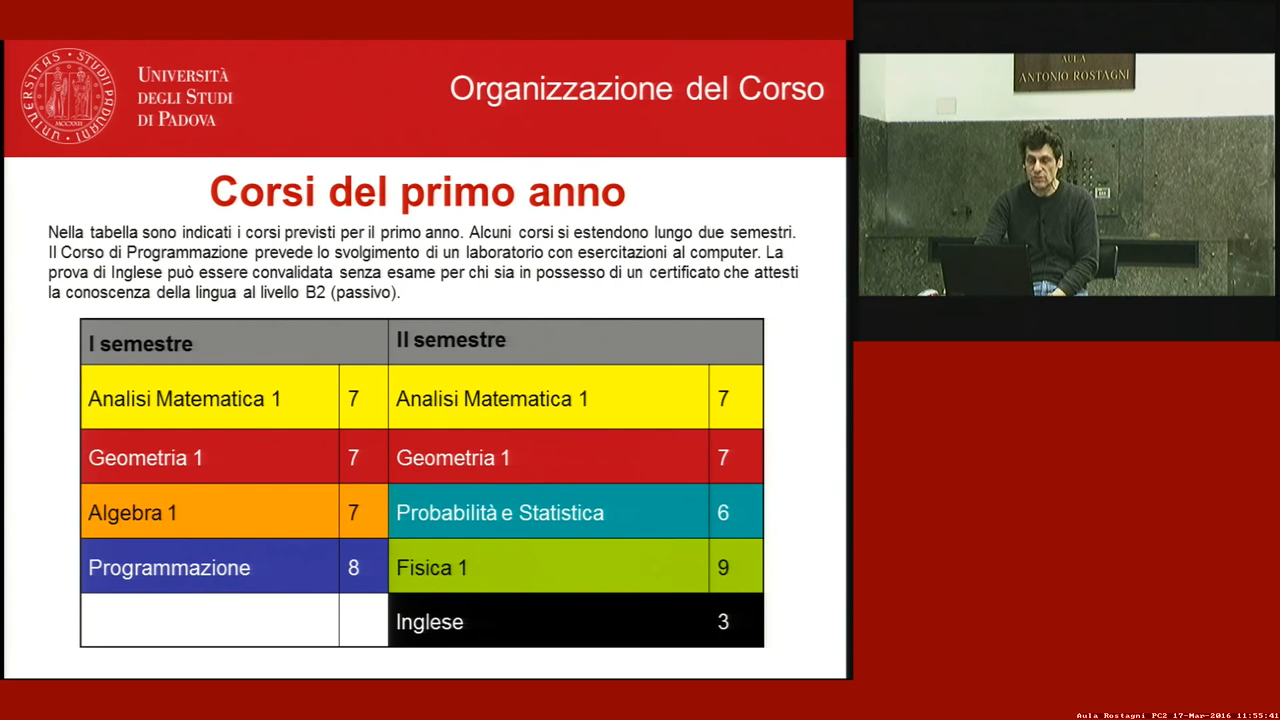 UNIVERSITAS STUDII PADUANI
MCCXXII
UNIVERSITÀ
DEGLI STUDI
DI PADOVA
Organizzazione del Corso
Corsi del primo anno
Nella tabella sono indicati i corsi previsti per il primo anno. Alcuni corsi si estendono lungo due semestri.
Il Corso di Programmazione prevede lo svolgimento di un laboratorio con esercitazioni al computer. La
prova di Inglese può essere convalidata senza esame per chi sia in possesso di un certificato che attesti
la conoscenza della lingua al livello B2 (passivo).
I semestre II semestre
Analisi Matematica 1 7 Analisi Matematica 1 7
Geometria 1 7 Geometria 1 7
Algebra 1 7 Probabilità e Statistica 6
Programmazione 8 Fisica 1 9
Inglese 3
AULA
ANTONIO ROSTAGNI
Aula Rostagni PC2 17-Mar-2016 11:55:41